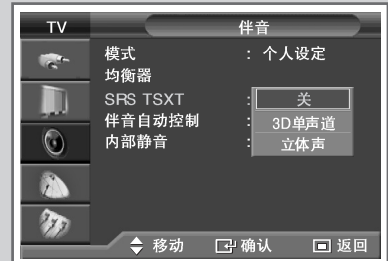 TV 伴音
模式 : 个人设定
均衡器
SRS TSXT : 关
伴音自动控制 : 3D单声道
内部静音 : 立体声
移动 确认 返回